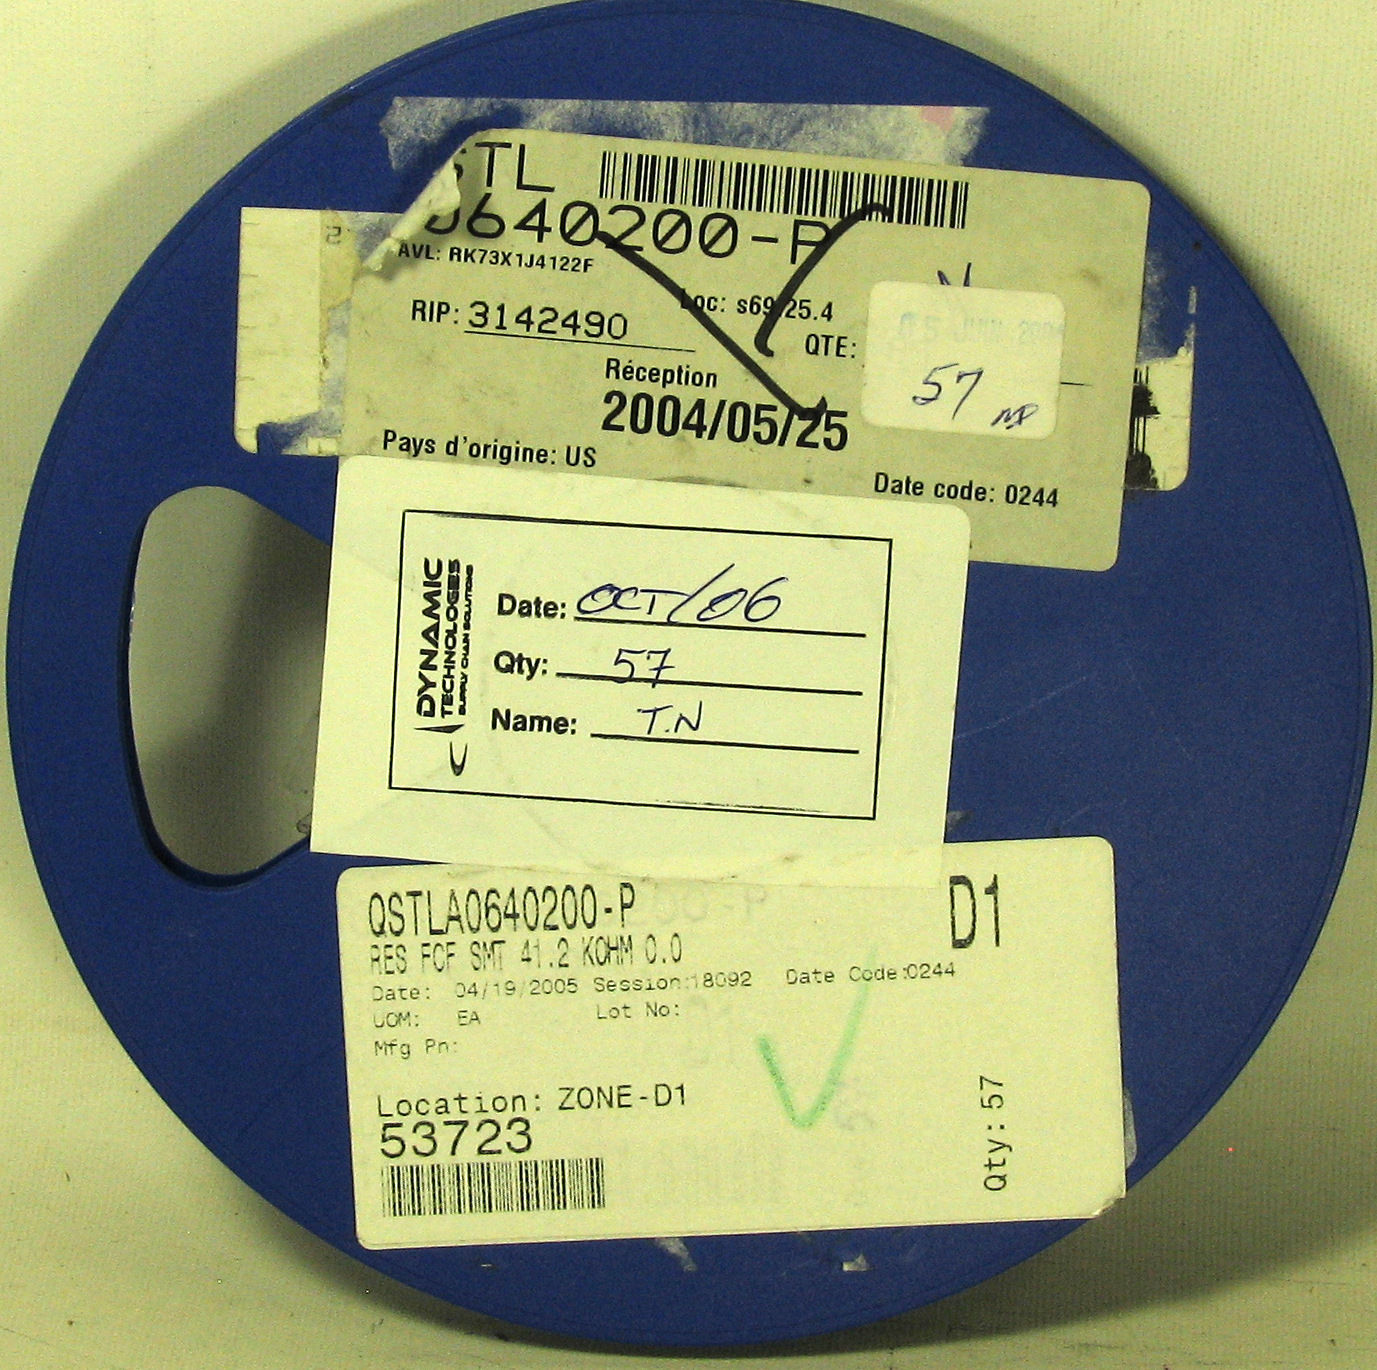 STL
0640200-P
AVL: RK73X1J4122F
Loc: s69.25.4
RIP: 3142490
QTE: 57
Réception
2004/05/25
Pays d'origine: US
Date code: 0244
DYNAMIC
TECHNOLOGIES
SUPPLY CHAIN SOLUTIONS
Date: OCT/06
Qty: 57
Name: T.N
QSTLA0640200-P
D1
RES FCF SMT 41.2 KOHM 0.0
Date: 04/19/2005 Session:18092 Date Code:0244
UOM: EA Lot No:
Mfg Pn:
Location: ZONE-D1
53723
Qty: 57